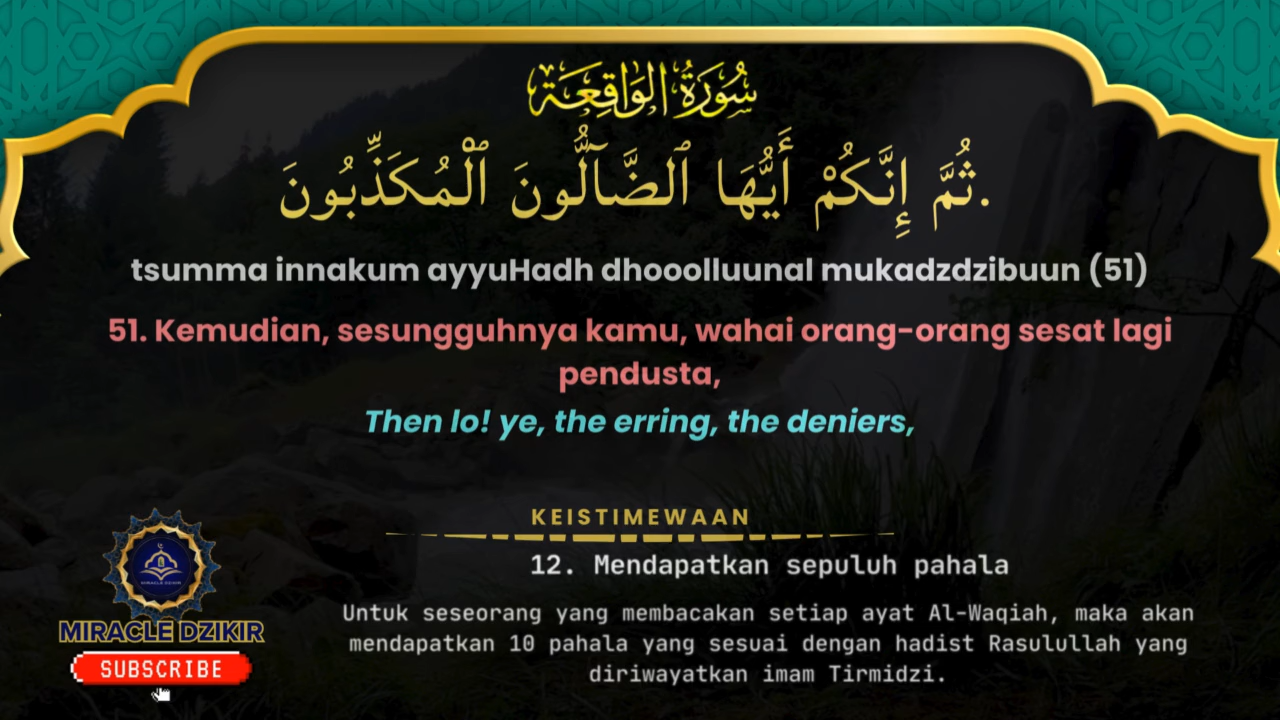 سُوْرَةُ الوَاقِعَة
ثُمَّ إِنَّكُمْ أَيُّهَا ٱلضَّآلُّونَ ٱلْمُكَذِّبُونَ.
tsumma innakum ayyuHadh dhooolluunal mukadzdzibuun (51)
51. Kemudian, sesungguhnya kamu, wahai orang-orang sesat lagi
pendusta,
Then lo! ye, the erring, the deniers,
KEISTIMEWAAN
12. Mendapatkan sepuluh pahala
Untuk seseorang yang membacakan setiap ayat Al-Waqiah, maka akan
mendapatkan 10 pahala yang sesuai dengan hadist Rasulullah yang
diriwayatkan imam Tirmidzi.
MIRACLE DZIKIR
MIRACLE DZIKIR
SUBSCRIBE